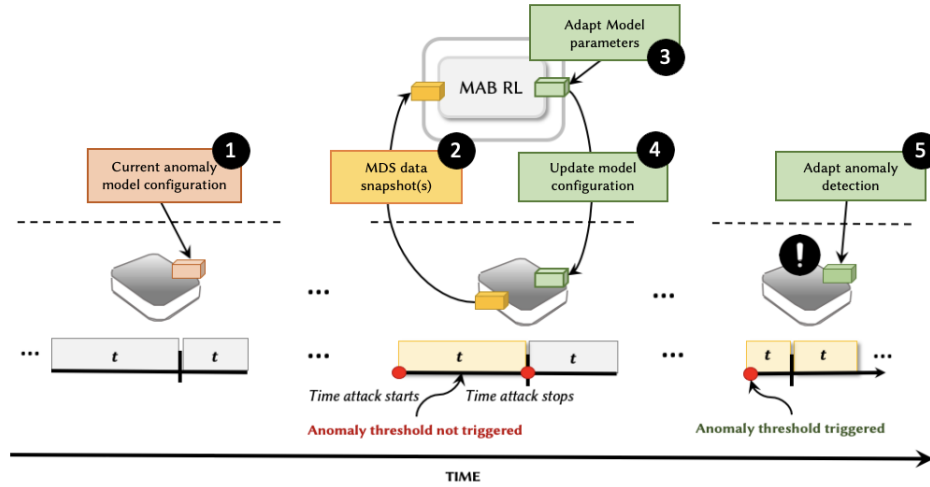 Adapt Model
parameters
3
MAB RL
1
Current anomaly
model configuration
2
MDS data
snapshot(s)
4
Update model
configuration
5
Adapt anomaly
detection
!
...
...
...
t
t
...
t
t
...
t
t
...
Time attack starts
Time attack stops
Anomaly threshold not triggered
Anomaly threshold triggered
TIME